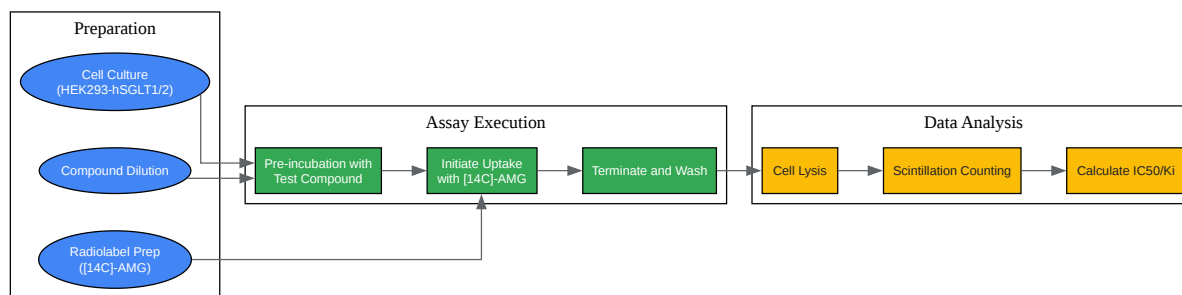 Preparation
Cell Culture
(HEK293-hSGLT1/2)
Compound Dilution
Radiolabel Prep
([14C]-AMG)
Assay Execution
Pre-incubation with
Test Compound
Initiate Uptake
with [14C]-AMG
Terminate and Wash
Data Analysis
Cell Lysis
Scintillation Counting
Calculate IC50/Ki